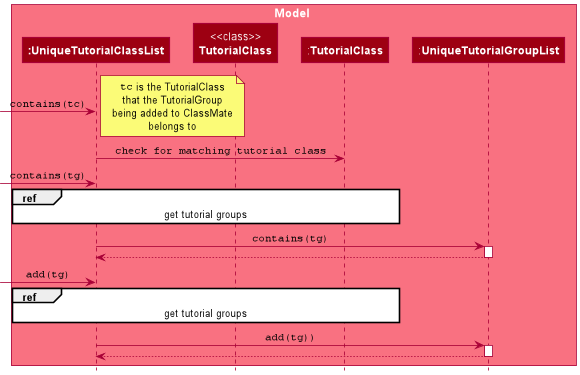 Model
<<class>>
:UniqueTutorialClassList
TutorialClass
:TutorialClass
:UniqueTutorialGroupList
tc is the TutorialClass
that the TutorialGroup
being added to ClassMate
belongs to
contains(tc)
check for matching tutorial class
contains(tg)
ref
get tutorial groups
contains(tg)
add(tg)
ref
get tutorial groups
add(tg))